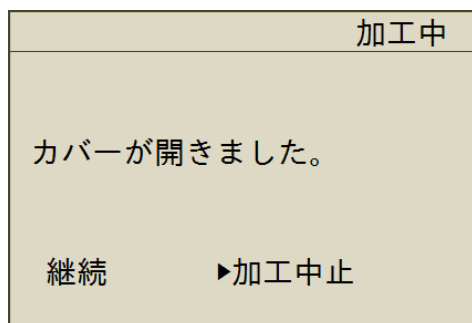 加工中
カバーが開きました。
継続 ▶加工中止